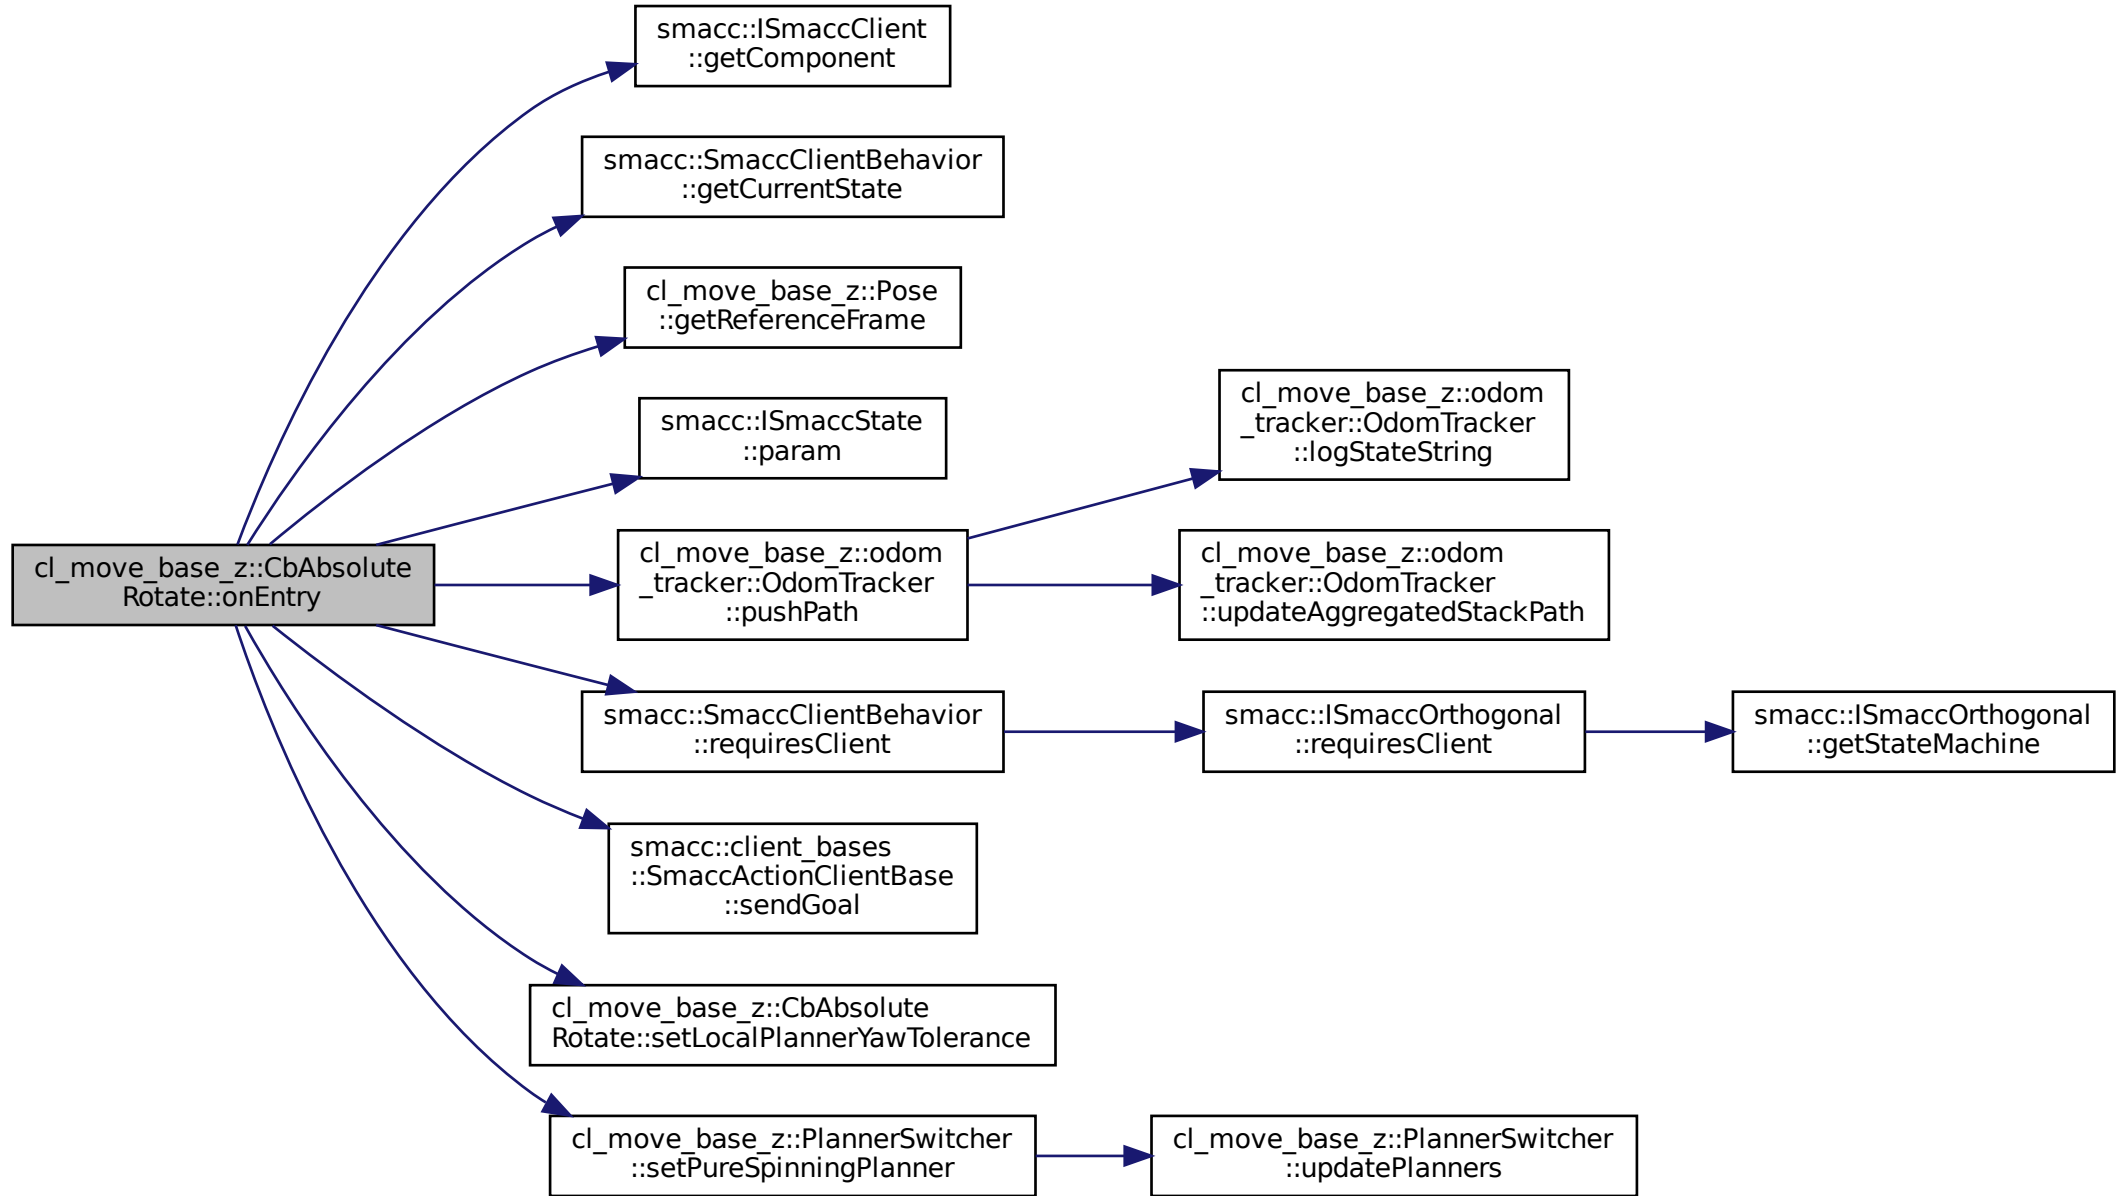 smacc::ISmaccClient
::getComponent
smacc::SmaccClientBehavior
::getCurrentState
cl_move_base_z::Pose
::getReferenceFrame
smacc::ISmaccState
::param
cl_move_base_z::odom
_tracker::OdomTracker
::logStateString
cl_move_base_z::CbAbsolute
Rotate::onEntry
cl_move_base_z::odom
_tracker::OdomTracker
::pushPath
cl_move_base_z::odom
_tracker::OdomTracker
::updateAggregatedStackPath
smacc::SmaccClientBehavior
::requiresClient
smacc::ISmaccOrthogonal
::requiresClient
smacc::ISmaccOrthogonal
::getStateMachine
smacc::client_bases
::SmaccActionClientBase
::sendGoal
cl_move_base_z::CbAbsolute
Rotate::setLocalPlannerYawTolerance
cl_move_base_z::PlannerSwitcher
::setPureSpinningPlanner
cl_move_base_z::PlannerSwitcher
::updatePlanners